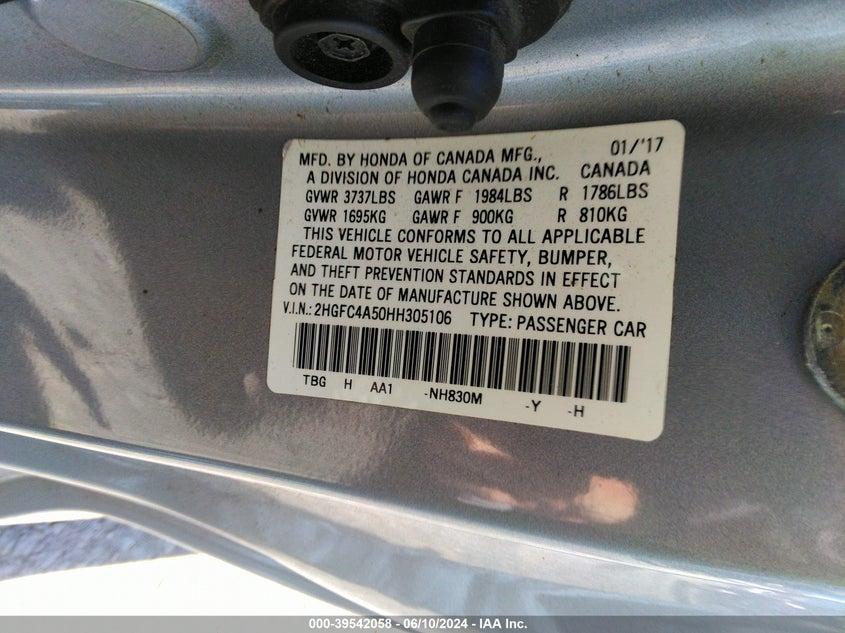 MFD. BY HONDA OF CANADA MFG., 01/'17
A DIVISION OF HONDA CANADA INC. CANADA
GVWR 3737LBS GAWR F 1984LBS R 1786LBS
GVWR 1695KG GAWR F 900KG R 810KG
THIS VEHICLE CONFORMS TO ALL APPLICABLE
FEDERAL MOTOR VEHICLE SAFETY, BUMPER,
AND THEFT PREVENTION STANDARDS IN EFFECT
ON THE DATE OF MANUFACTURE SHOWN ABOVE.
V.I.N.: 2HGFC4A50HH305106 TYPE: PASSENGER CAR
TBG H AA1 -NH830M -Y -H
000-39542058 - 06/10/2024 - IAA Inc.